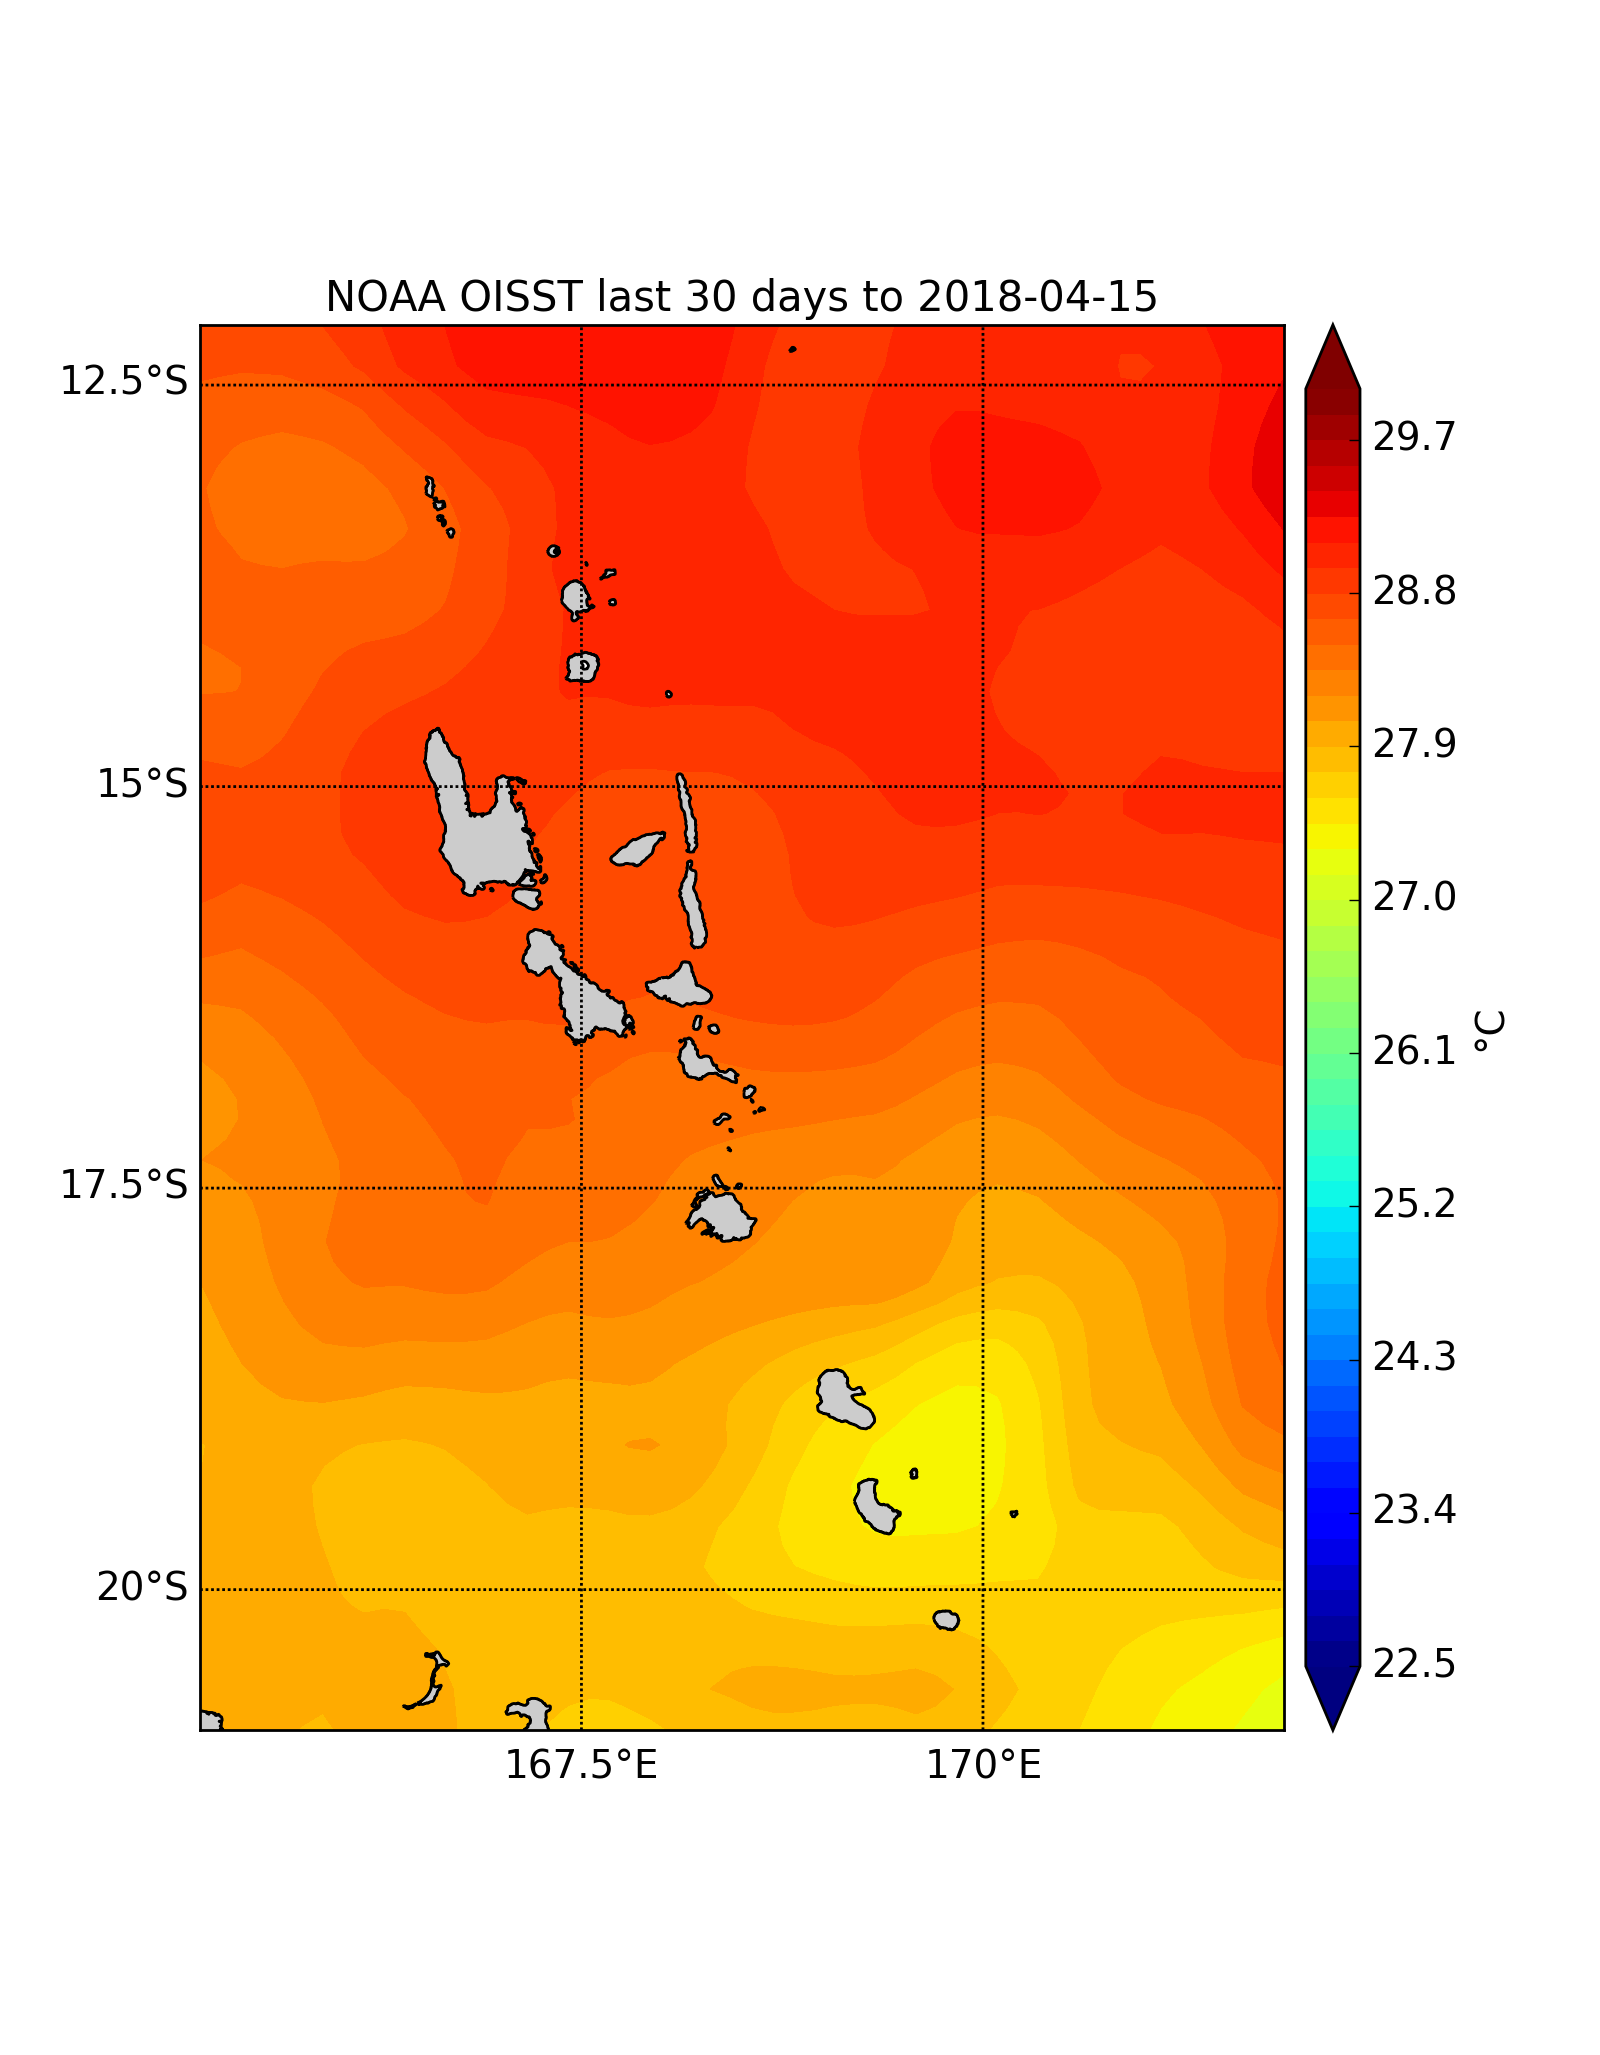 NOAA OISST last 30 days to 2018-04-15
12.5°S
15°S
17.5°S
20°S
167.5°E
170°E
29.7
28.8
27.9
27.0
26.1
25.2
24.3
23.4
22.5
°C